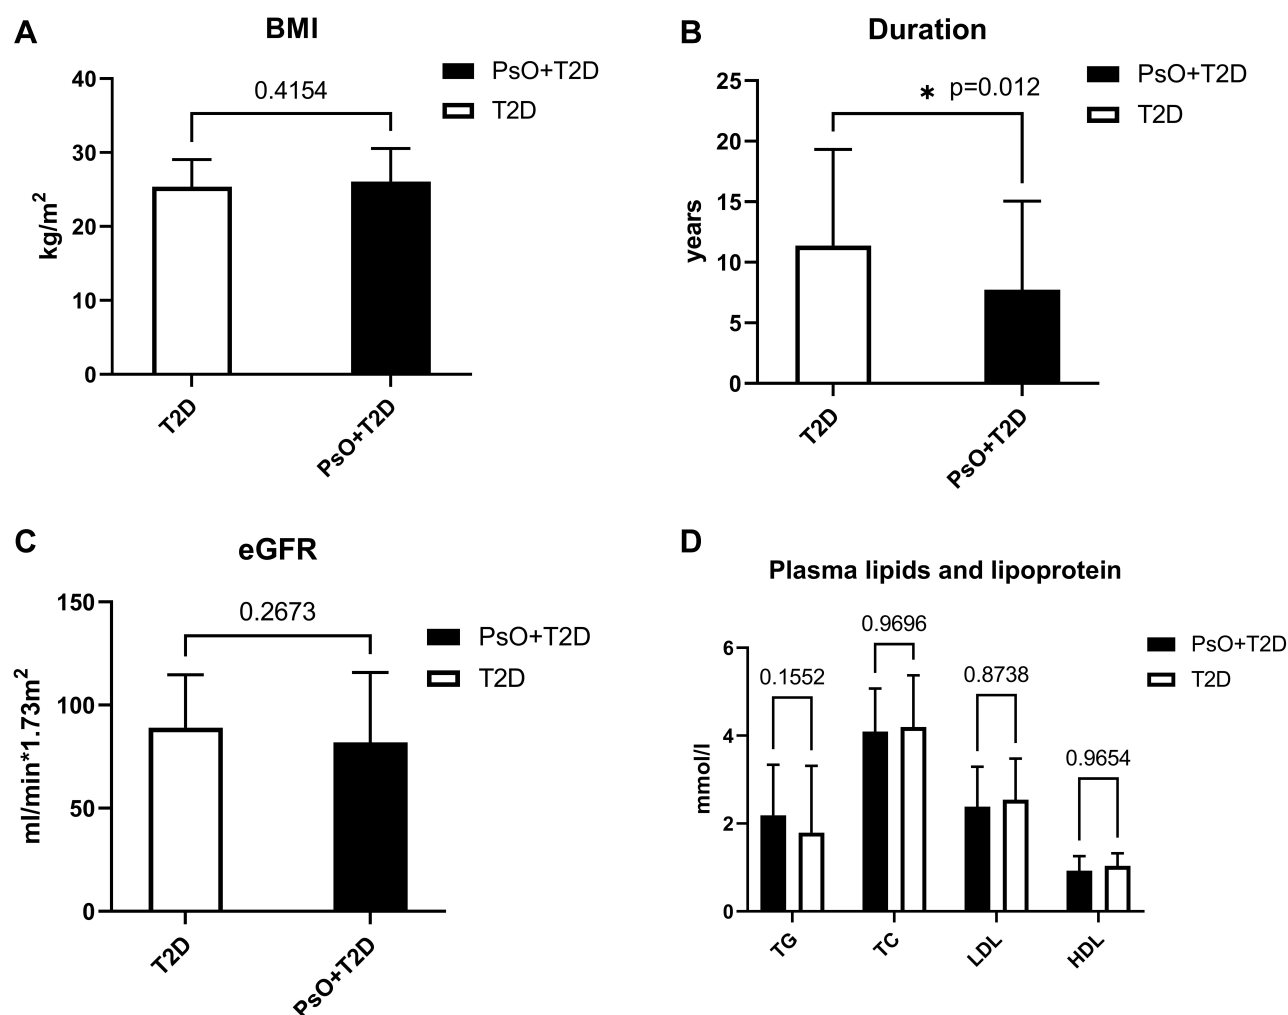 A
BMI
40
30
20
10
0
kg/m²
0.4154
PsO+T2D
T2D
T2D
PsO+T2D
B
Duration
25
20
15
10
5
0
years
* p=0.012
PsO+T2D
T2D
T2D
PsO+T2D
C
eGFR
150
100
50
0
ml/min*1.73m²
0.2673
PsO+T2D
T2D
T2D
PsO+T2D
D
Plasma lipids and lipoprotein
6
4
2
0
mmol/l
0.1552
0.9696
0.8738
0.9654
PsO+T2D
T2D
TG
TC
LDL
HDL